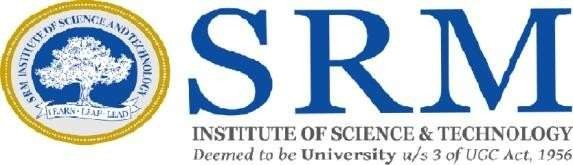 SRM INSTITUTE OF SCIENCE AND TECHNOLOGY
LEARN · LEAP · LEAD
SRM
INSTITUTE OF SCIENCE & TECHNOLOGY
Deemed to be University u/s 3 of UGC Act, 1956